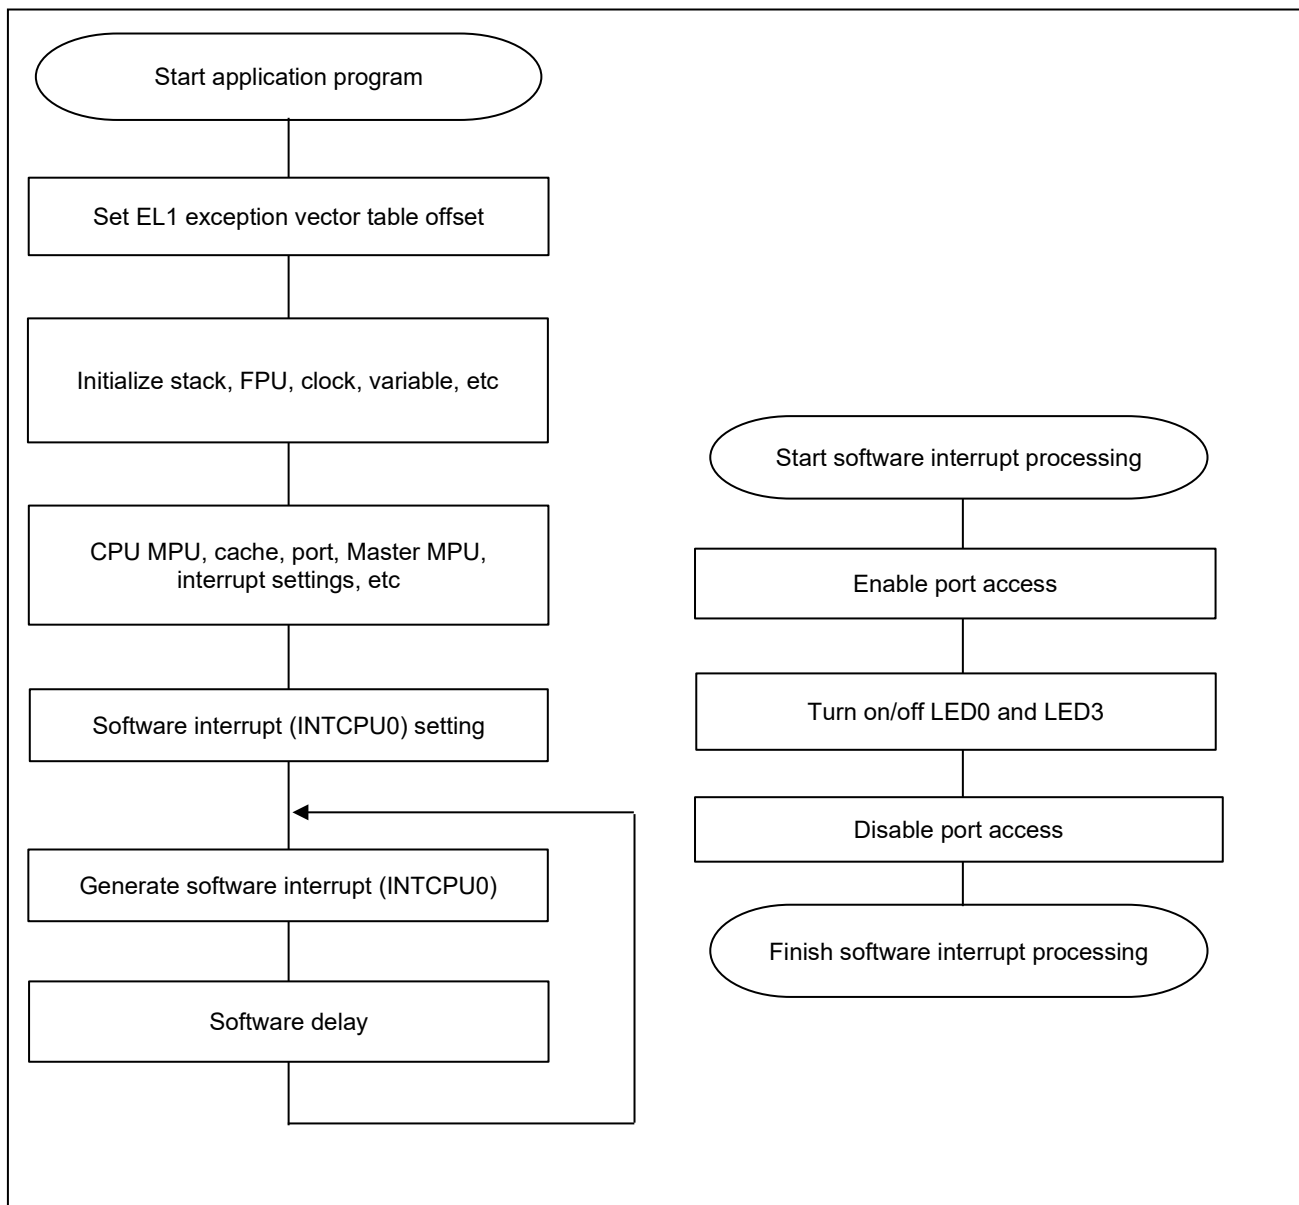 Start application program
Set EL1 exception vector table offset
Initialize stack, FPU, clock, variable, etc
CPU MPU, cache, port, Master MPU,
interrupt settings, etc
Software interrupt (INTCPU0) setting
Generate software interrupt (INTCPU0)
Software delay
Start software interrupt processing
Enable port access
Turn on/off LED0 and LED3
Disable port access
Finish software interrupt processing